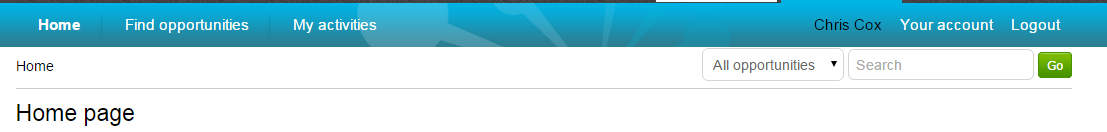 Home Find opportunities My activities Chris Cox Your account Logout
Home All opportunities Search Go
Home page